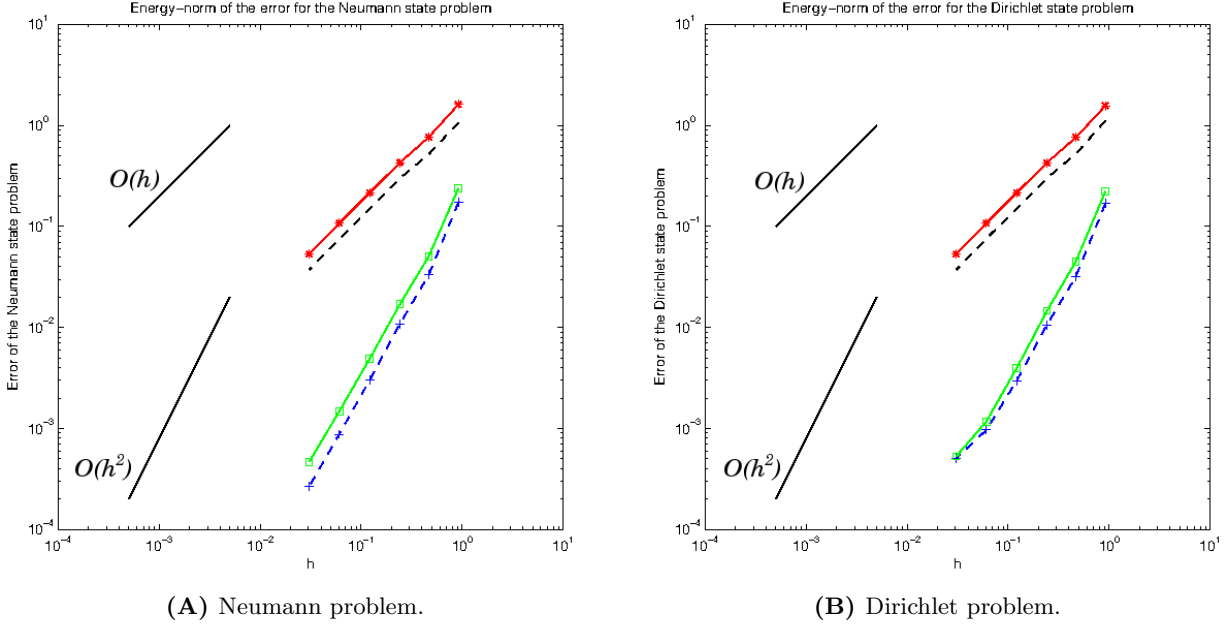 Energy-norm of the error for the Neumann state problem
Error of the Neumann state problem
10^1
10^0
10^-1
10^-2
10^-3
10^-4
O(h)
O(h^2)
10^-4
10^-3
10^-2
10^-1
10^0
10^1
h
(A) Neumann problem.
Energy-norm of the error for the Dirichlet state problem
Error of the Dirichlet state problem
10^1
10^0
10^-1
10^-2
10^-3
10^-4
O(h)
O(h^2)
10^-4
10^-3
10^-2
10^-1
10^0
10^1
h
(B) Dirichlet problem.